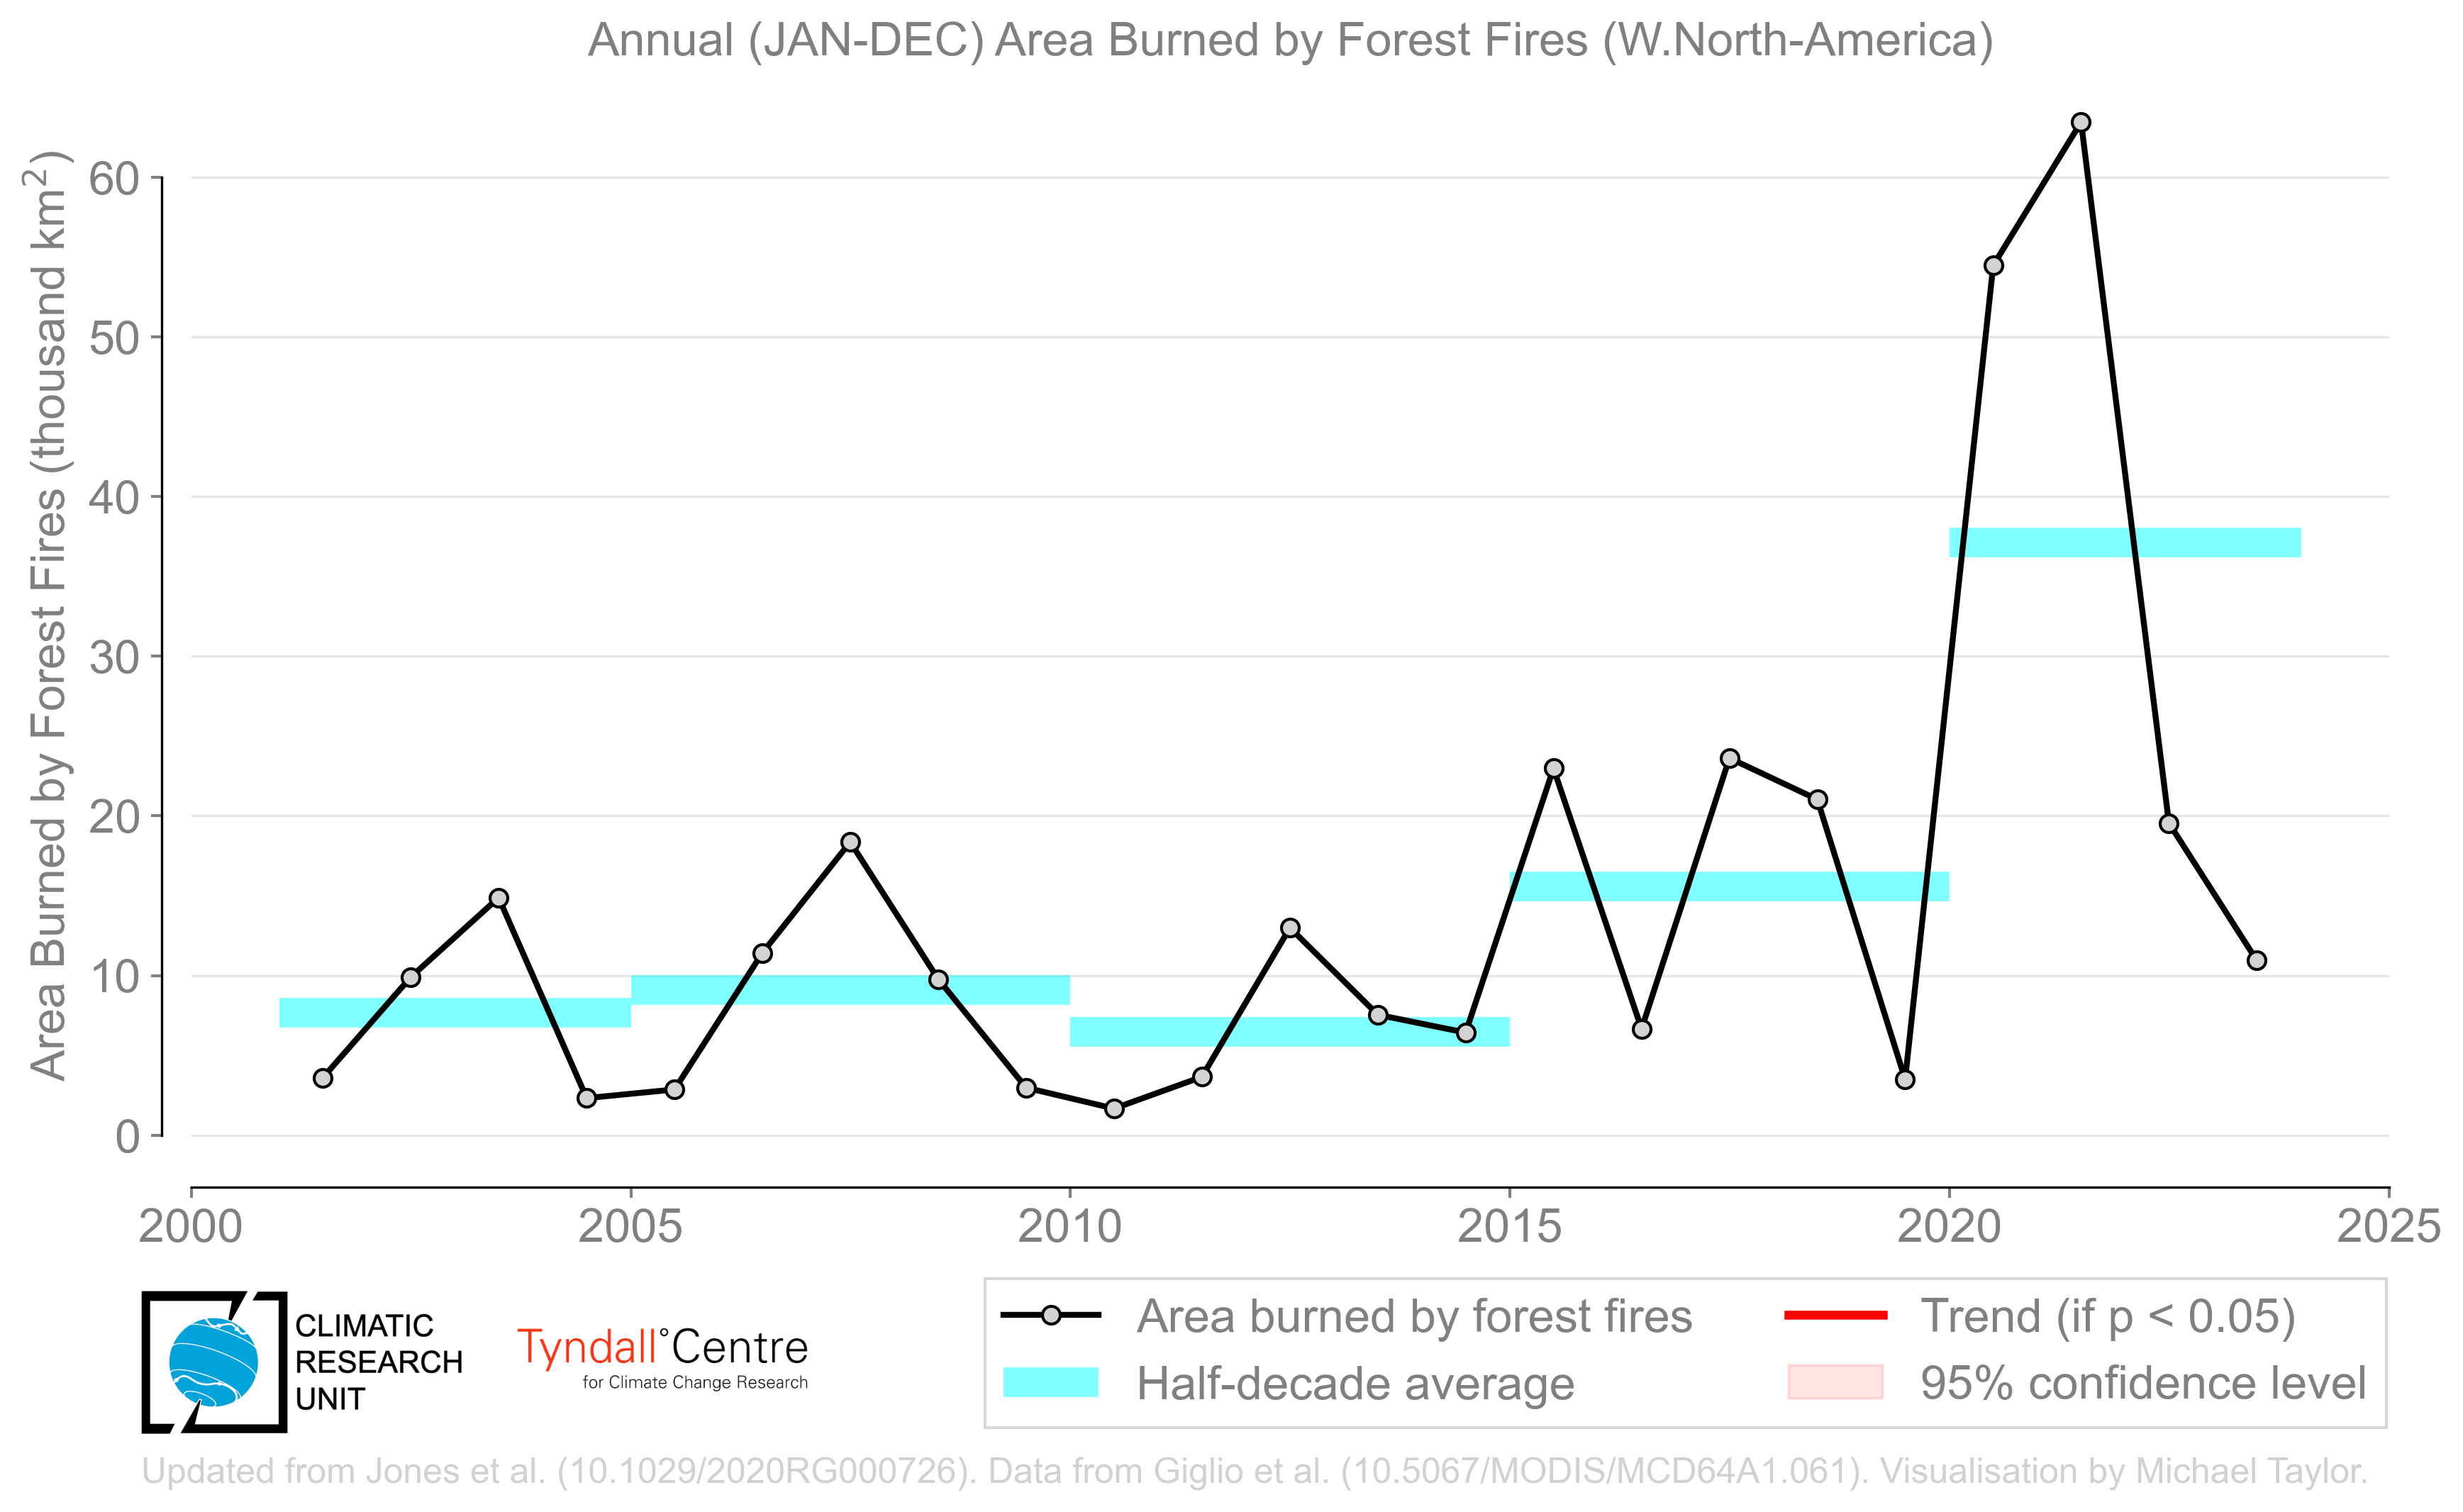 Annual (JAN-DEC) Area Burned by Forest Fires (W.North-America)
Area Burned by Forest Fires (thousand km²)
60
50
40
30
20
10
0
2000
2005
2010
2015
2020
2025
CLIMATIC
RESEARCH
UNIT
Tyndall°Centre
for Climate Change Research
Area burned by forest fires
Half-decade average
Trend (if p < 0.05)
95% confidence level
Updated from Jones et al. (10.1029/2020RG000726). Data from Giglio et al. (10.5067/MODIS/MCD64A1.061). Visualisation by Michael Taylor.